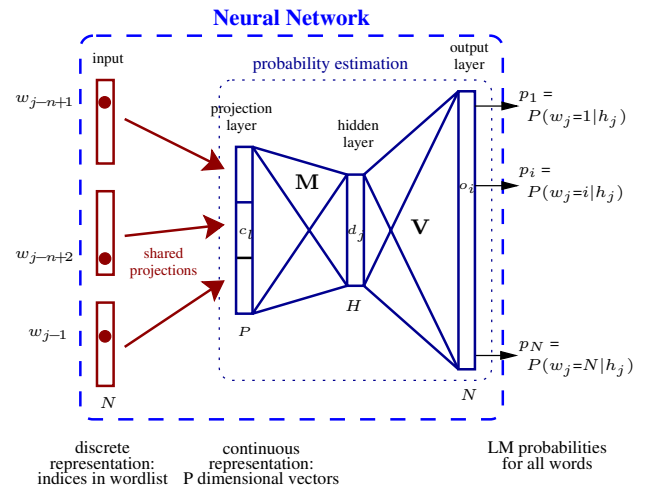 Neural Network
input
output
layer
probability estimation
projection
layer
hidden
layer
w_{j−n+1}
w_{j−n+2}
w_{j−1}
shared
projections
c_l
M
d_j
V
o_i
p_1 =
P(w_j=1|h_j)
p_i =
P(w_j=i|h_j)
p_N =
P(w_j=N|h_j)
N
P
H
N
discrete
representation:
indices in wordlist
continuous
representation:
P dimensional vectors
LM probabilities
for all words